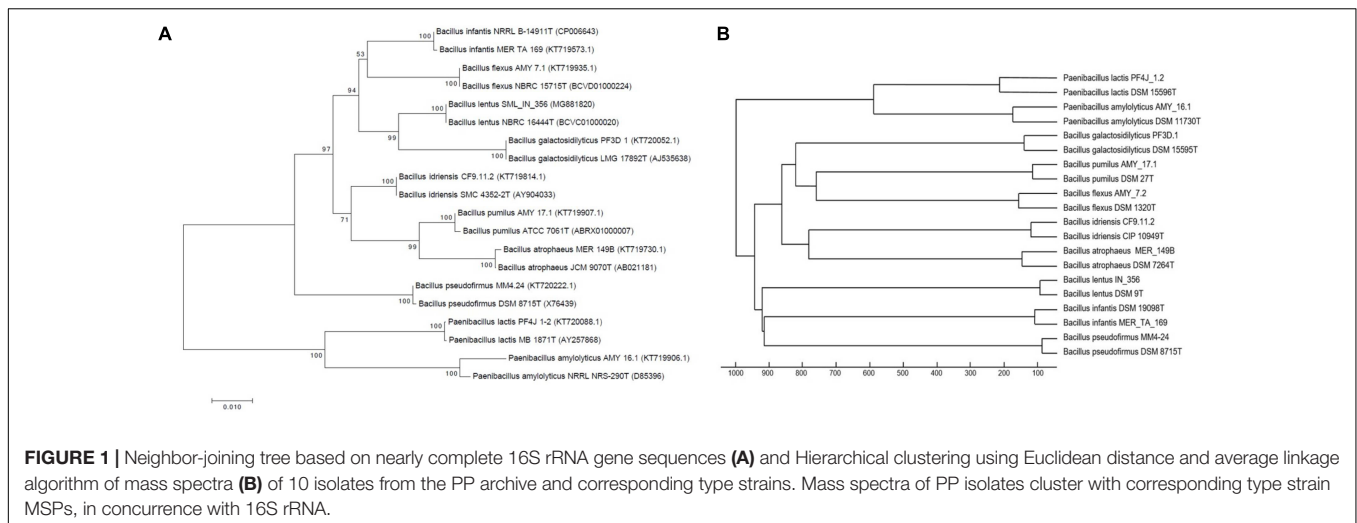 A
Bacillus infantis NRRL B-14911T (CP006643)
100
Bacillus infantis MER TA 169 (KT719573.1)
53
Bacillus flexus AMY 7.1 (KT719935.1)
100
Bacillus flexus NBRC 15715T (BCVD01000224)
94
Bacillus lentus SML_IN_356 (MG881820)
100
Bacillus lentus NBRC 16444T (BCVC01000020)
99
Bacillus galactosidilyticus PF3D 1 (KT720052.1)
100
Bacillus galactosidilyticus LMG 17892T (AJ535638)
97
Bacillus idriensis CF9.11.2 (KT719814.1)
100
Bacillus idriensis SMC 4352-2T (AY904033)
71
Bacillus pumilus AMY 17.1 (KT719907.1)
100
Bacillus pumilus ATCC 7061T (ABRX01000007)
99
Bacillus atrophaeus MER 149B (KT719730.1)
100
Bacillus atrophaeus JCM 9070T (AB021181)
Bacillus pseudofirmus MM4.24 (KT720222.1)
100
Bacillus pseudofirmus DSM 8715T (X76439)
Paenibacillus lactis PF4J 1-2 (KT720088.1)
100
Paenibacillus lactis MB 1871T (AY257868)
100
Paenibacillus amylolyticus AMY 16.1 (KT719906.1)
100
Paenibacillus amylolyticus NRRL NRS-290T (D85396)
0.010
B
Paenibacillus lactis PF4J_1.2
Paenibacillus lactis DSM 15596T
Paenibacillus amylolyticus AMY_16.1
Paenibacillus amylolyticus DSM 11730T
Bacillus galactosidilyticus PF3D.1
Bacillus galactosidilyticus DSM 15595T
Bacillus pumilus AMY_17.1
Bacillus pumilus DSM 27T
Bacillus flexus AMY_7.2
Bacillus flexus DSM 1320T
Bacillus idriensis CF9.11.2
Bacillus idriensis CIP 10949T
Bacillus atrophaeus MER_149B
Bacillus atrophaeus DSM 7264T
Bacillus lentus IN_356
Bacillus lentus DSM 9T
Bacillus infantis DSM 19098T
Bacillus infantis MER_TA_169
Bacillus pseudofirmus MM4-24
Bacillus pseudofirmus DSM 8715T
1000 900 800 700 600 500 400 300 200 100
FIGURE 1 | Neighbor-joining tree based on nearly complete 16S rRNA gene sequences (A) and Hierarchical clustering using Euclidean distance and average linkage
algorithm of mass spectra (B) of 10 isolates from the PP archive and corresponding type strains. Mass spectra of PP isolates cluster with corresponding type strain
MSPs, in concurrence with 16S rRNA.